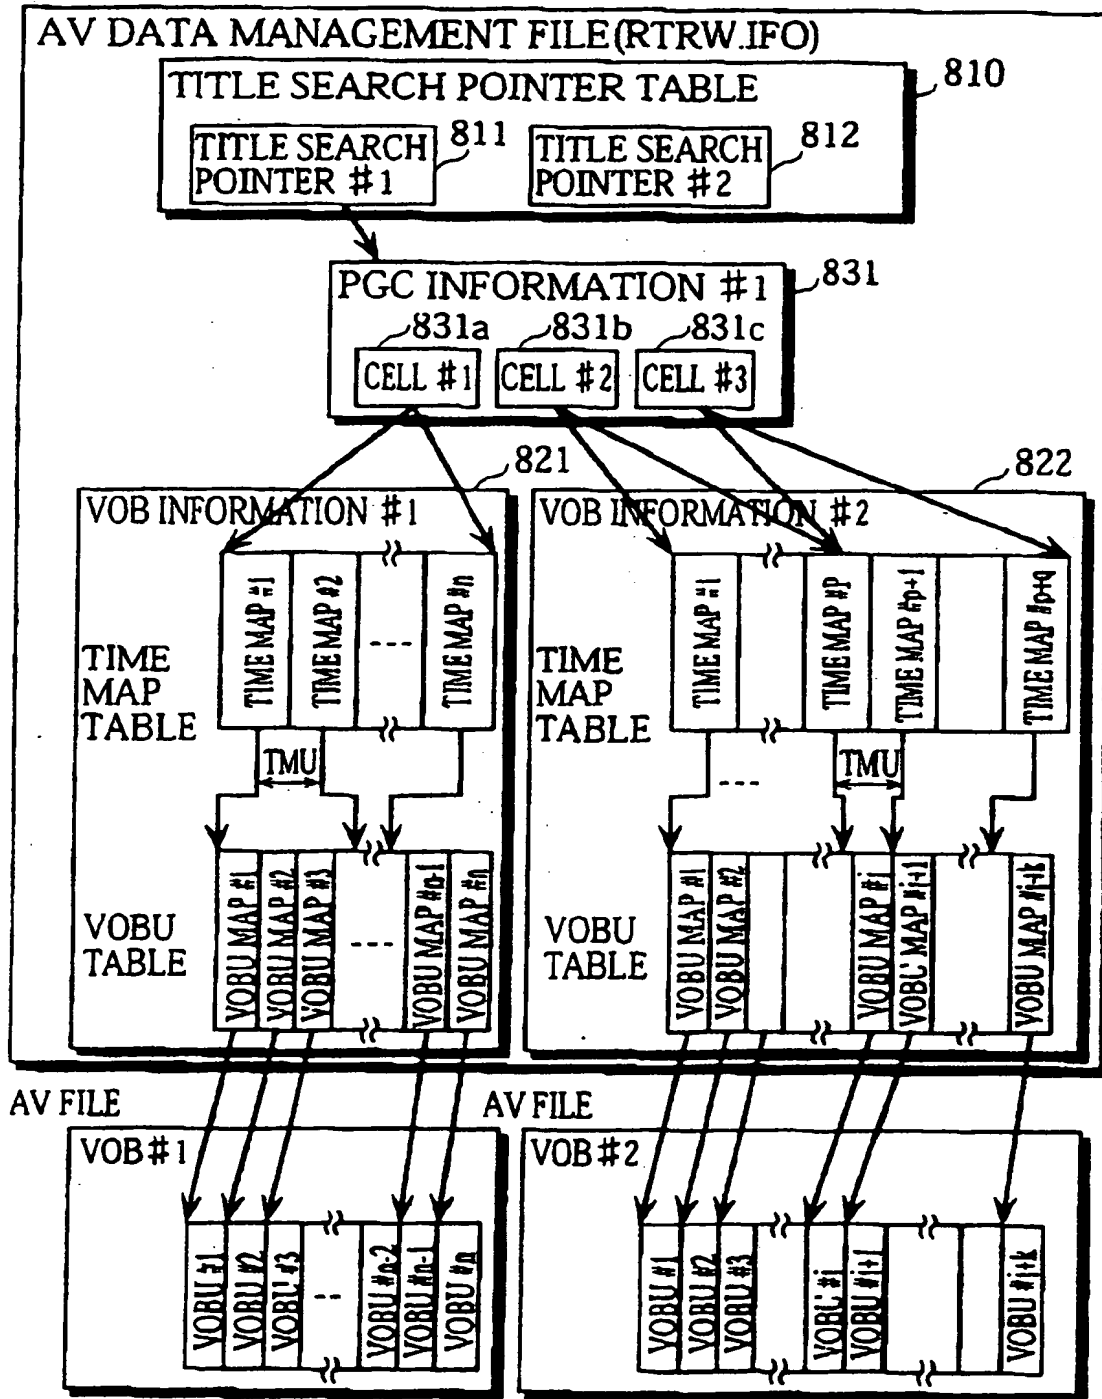 AV DATA MANAGEMENT FILE(RTRW.IFO)
TITLE SEARCH POINTER TABLE
810
TITLE SEARCH
POINTER #1
811
TITLE SEARCH
POINTER #2
812
PGC INFORMATION #1
831
831a
831b
831c
CELL #1
CELL #2
CELL #3
821
822
VOB INFORMATION #1
VOB INFORMATION #2
TIME
MAP
TABLE
TIME MAP #1
TIME MAP #2
----
TIME MAP #n
TIME
MAP
TABLE
TIME MAP #1
TIME MAP #P
TIME MAP #p+1
TIME MAP #p+q
TMU
---
TMU
VOBU
TABLE
VOBU MAP #1
VOBU MAP #2
VOBU MAP #3
---
VOBU MAP #n-1
VOBU MAP #n
VOBU
TABLE
VOBU MAP #1
VOBU MAP #2
VOBU MAP #i
VOBU MAP #i+1
VOBU MAP #i+k
AV FILE
AV FILE
VOB #1
VOB #2
VOBU #1
VOBU #2
VOBU #3
--
VOBU #n-2
VOBU #n-1
VOBU #n
VOBU #1
VOBU #2
VOBU #3
VOBU #i
VOBU #i+1
VOBU #i+k